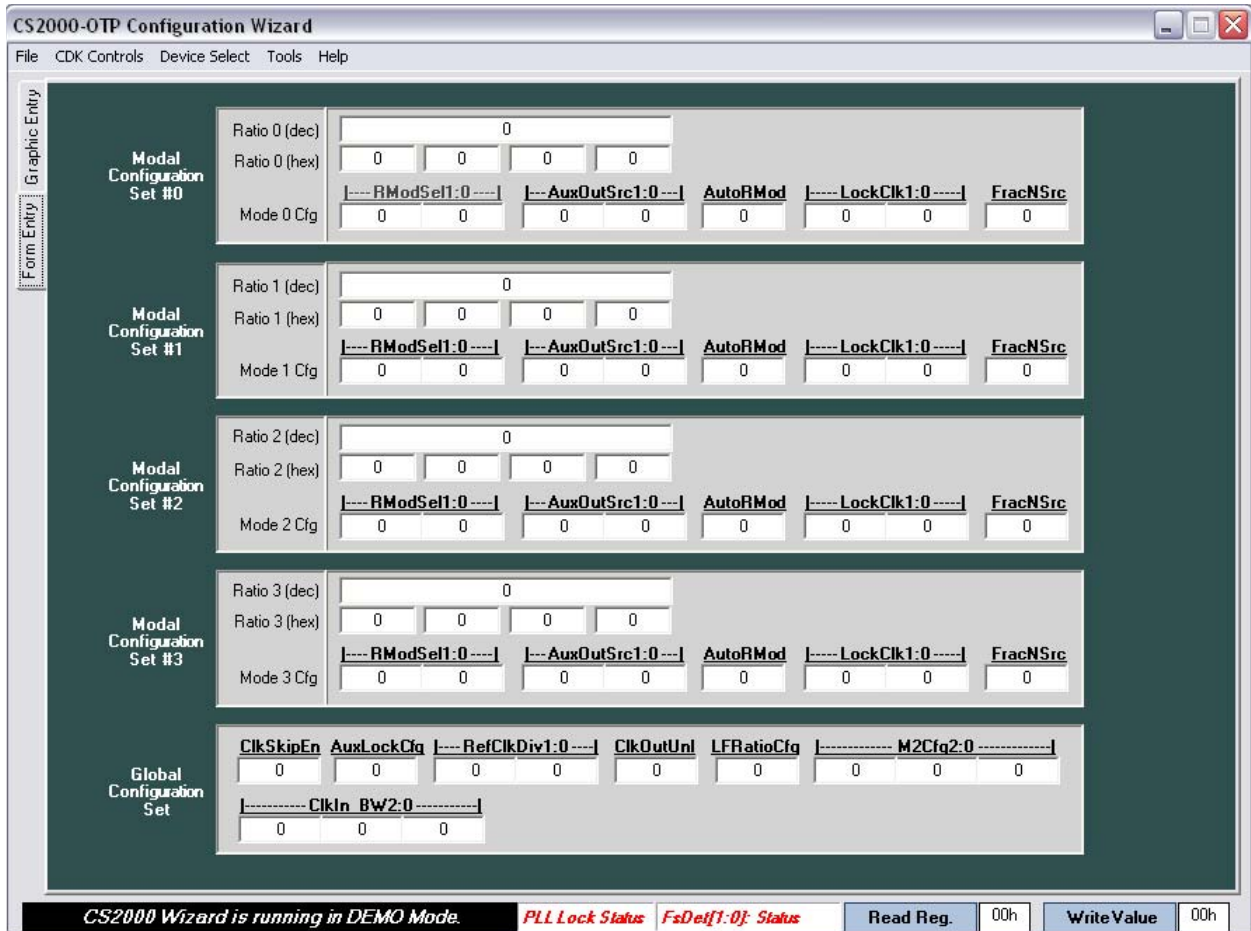 CS2000-OTP Configuration Wizard
File CDK Controls Device Select Tools Help
Graphic Entry
Form Entry
Modal Configuration Set #0
Ratio 0 (dec) 0
Ratio 0 (hex) 0 0 0 0
|---- RModSel1:0 ----| |--- AuxOutSrc1:0 ---| AutoRMod |----- LockClk1:0 -----| FracNSrc
Mode 0 Cfg 0 0 0 0 0 0 0 0
Modal Configuration Set #1
Ratio 1 (dec) 0
Ratio 1 (hex) 0 0 0 0
|---- RModSel1:0 ----| |--- AuxOutSrc1:0 ---| AutoRMod |----- LockClk1:0 -----| FracNSrc
Mode 1 Cfg 0 0 0 0 0 0 0 0
Modal Configuration Set #2
Ratio 2 (dec) 0
Ratio 2 (hex) 0 0 0 0
|---- RModSel1:0 ----| |--- AuxOutSrc1:0 ---| AutoRMod |----- LockClk1:0 -----| FracNSrc
Mode 2 Cfg 0 0 0 0 0 0 0 0
Modal Configuration Set #3
Ratio 3 (dec) 0
Ratio 3 (hex) 0 0 0 0
|---- RModSel1:0 ----| |--- AuxOutSrc1:0 ---| AutoRMod |----- LockClk1:0 -----| FracNSrc
Mode 3 Cfg 0 0 0 0 0 0 0 0
Global Configuration Set
ClkSkipEn AuxLockCfg |---- RefClkDiv1:0 ----| ClkOutUnl LFRatioCfg |------------ M2Cfg2:0 ------------|
0 0 0 0 0 0 0 0 0
|----------- ClkIn_BW2:0 -----------|
0 0 0
CS2000 Wizard is running in DEMO Mode. PLL Lock Status FsDet[1:0]: Status Read Reg. 00h Write Value 00h